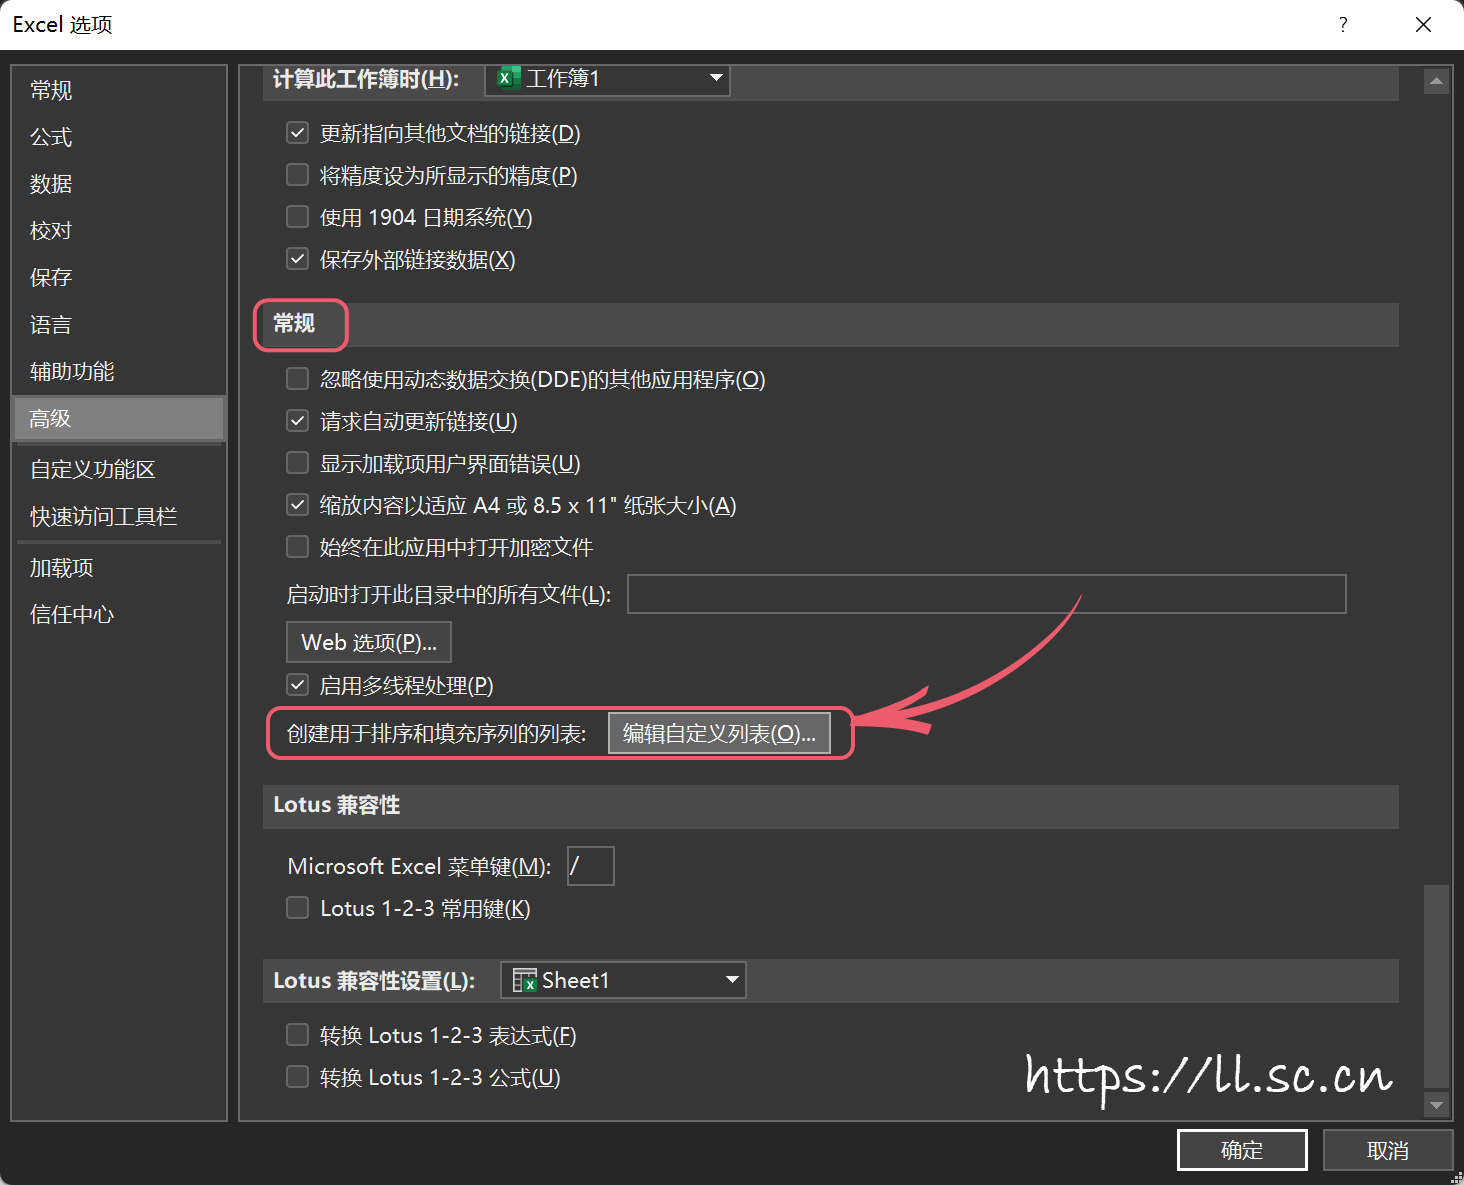 Excel 选项
?
常规
公式
数据
校对
保存
语言
辅助功能
高级
自定义功能区
快速访问工具栏
加载项
信任中心
计算此工作簿时(H): 工作簿1
更新指向其他文档的链接(D)
将精度设为所显示的精度(P)
使用 1904 日期系统(Y)
保存外部链接数据(X)
常规
忽略使用动态数据交换(DDE)的其他应用程序(O)
请求自动更新链接(U)
显示加载项用户界面错误(U)
缩放内容以适应 A4 或 8.5 x 11" 纸张大小(A)
始终在此应用中打开加密文件
启动时打开此目录中的所有文件(L):
Web 选项(P)...
启用多线程处理(P)
创建用于排序和填充序列的列表: 编辑自定义列表(O)...
Lotus 兼容性
Microsoft Excel 菜单键(M): /
Lotus 1-2-3 常用键(K)
Lotus 兼容性设置(L): Sheet1
转换 Lotus 1-2-3 表达式(F)
转换 Lotus 1-2-3 公式(U)
https://ll.sc.cn
确定
取消